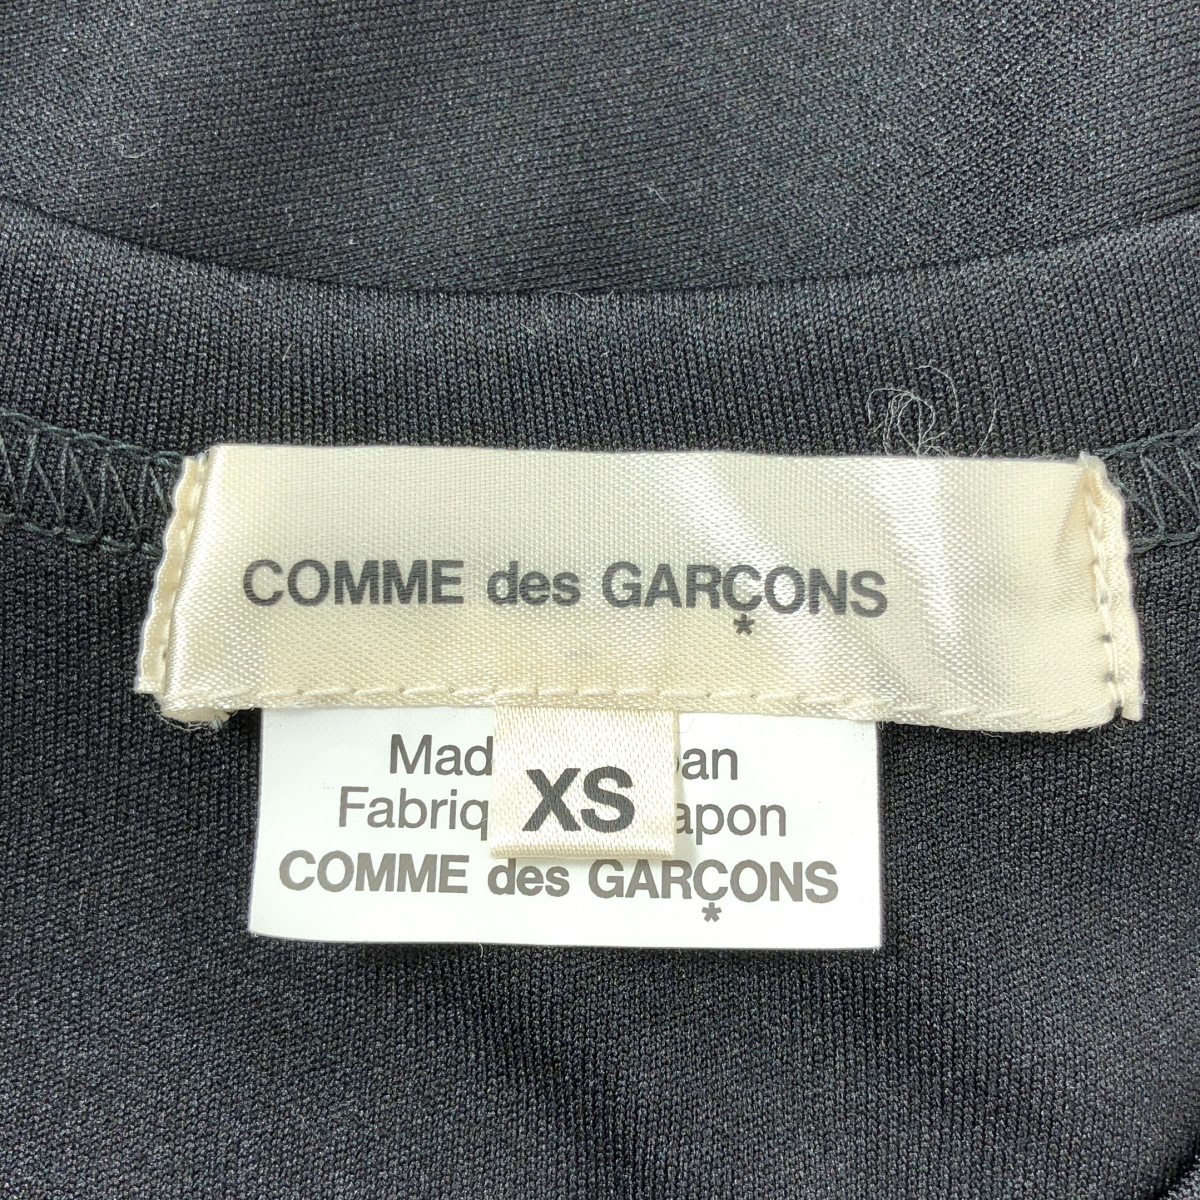 COMME des GARÇONS
*
Mad pan
XS
Fabriq apon
COMME des GARÇONS
*